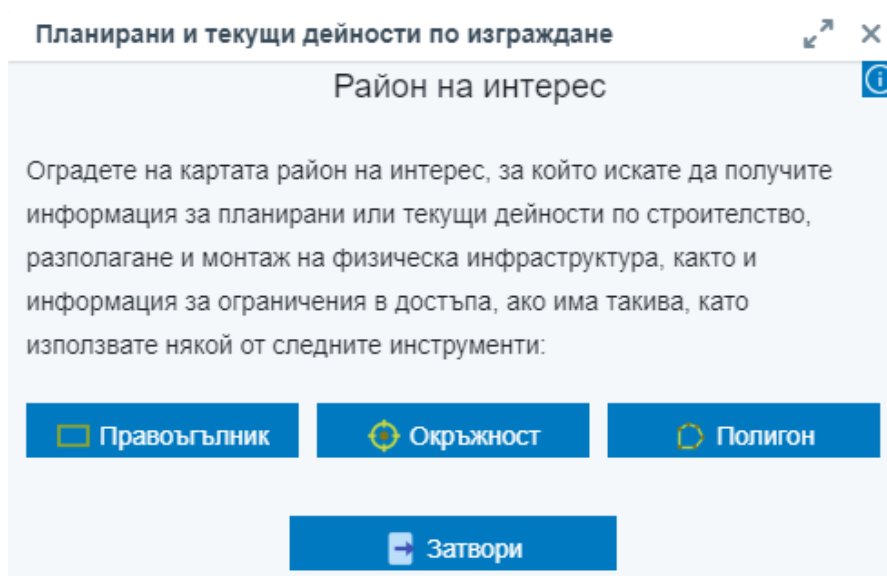 Планирани и текущи дейности по изграждане
Район на интерес
Оградете на картата район на интерес, за който искате да получите
информация за планирани или текущи дейности по строителство,
разполагане и монтаж на физическа инфраструктура, както и
информация за ограничения в достъпа, ако има такива, като
използвате някой от следните инструменти:
Правоъгълник Окръжност Полигон
Затвори